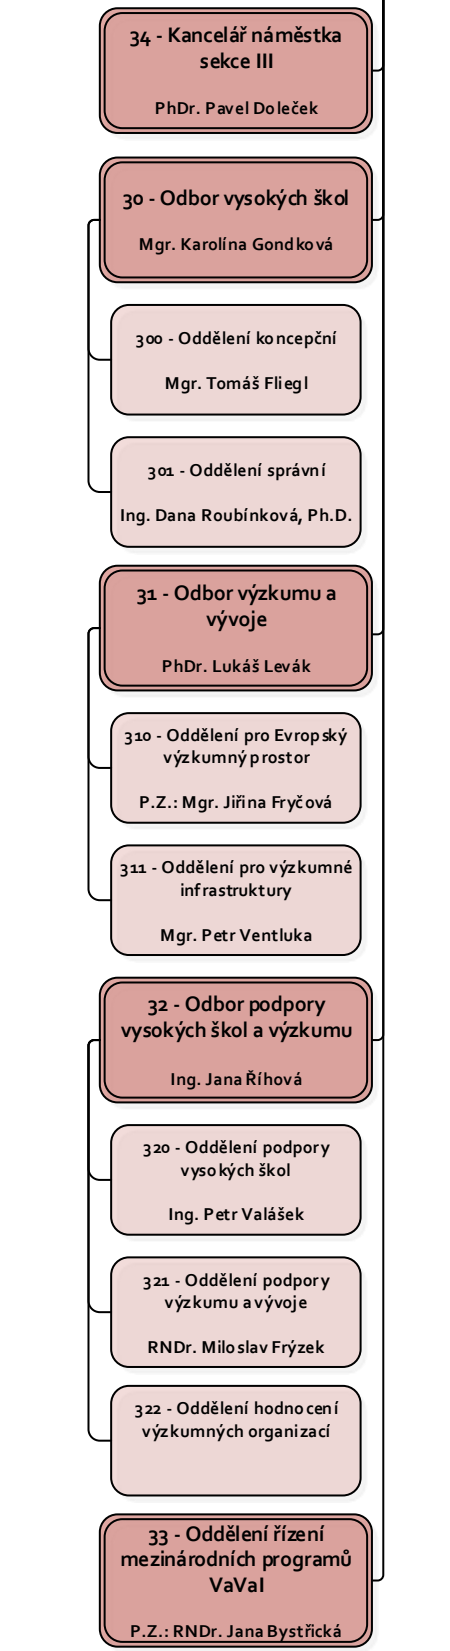 34 - Kancelář náměstka
sekce III
PhDr. Pavel Doleček
30 - Odbor vysokých škol
Mgr. Karolína Gondková
300 - Oddělení koncepční
Mgr. Tomáš Fliegl
301 - Oddělení správní
Ing. Dana Roubínková, Ph.D.
31 - Odbor výzkumu a
vývoje
PhDr. Lukáš Levák
310 - Oddělení pro Evropský
výzkumný prostor
P.Z.: Mgr. Jiřina Fryčová
311 - Oddělení pro výzkumné
infrastruktury
Mgr. Petr Ventluka
32 - Odbor podpory
vysokých škol a výzkumu
Ing. Jana Říhová
320 - Oddělení podpory
vysokých škol
Ing. Petr Valášek
321 - Oddělení podpory
výzkumu a vývoje
RNDr. Miloslav Frýzek
322 - Oddělení hodnocení
výzkumných organizací
33 - Oddělení řízení
mezinárodních programů
VaVaI
P.Z.: RNDr. Jana Bystřická